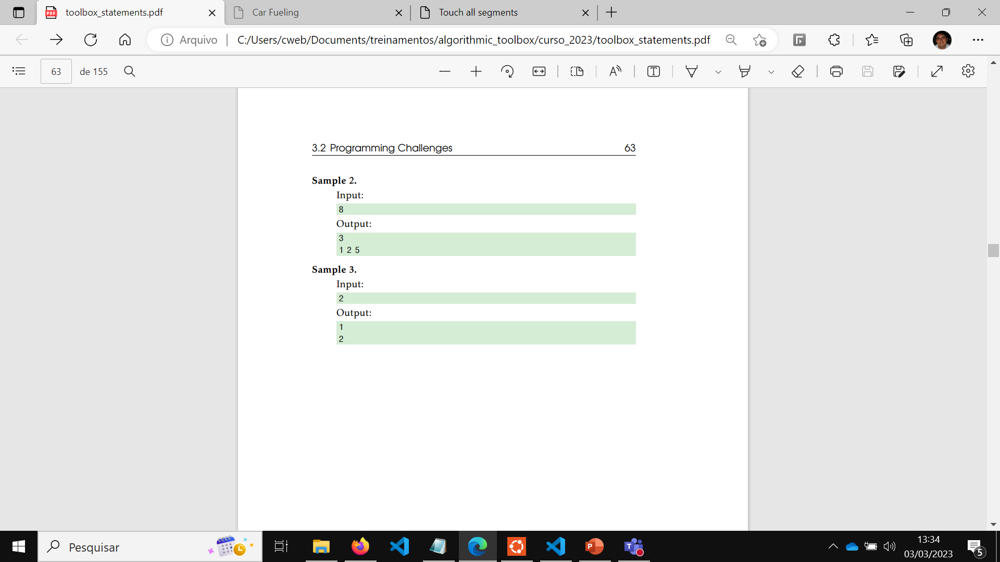 toolbox_statements.pdf
Car Fueling
Touch all segments
Arquivo
C:/Users/cweb/Documents/treinamentos/algorithmic_toolbox/curso_2023/toolbox_statements.pdf
63 de 155
3.2 Programming Challenges 63
Sample 2.
Input:
8
Output:
3
1 2 5
Sample 3.
Input:
2
Output:
1
2
Pesquisar
13:34
03/03/2023
5